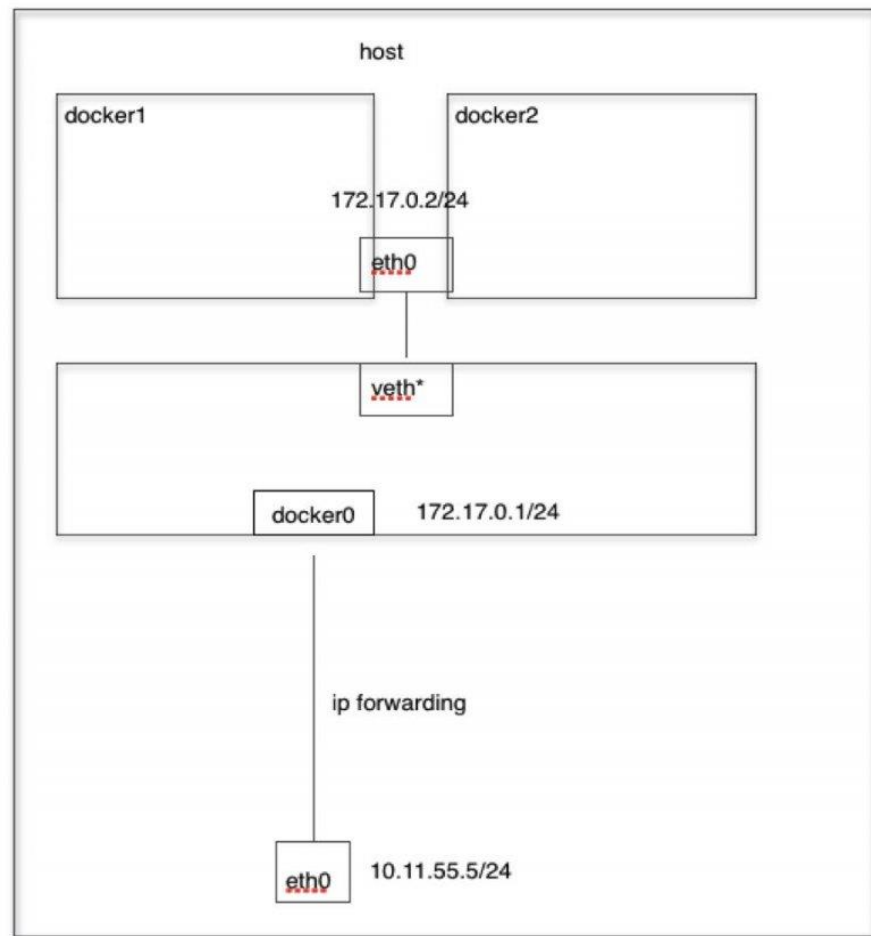 host
docker1
docker2
172.17.0.2/24
eth0
veth*
docker0
172.17.0.1/24
ip forwarding
eth0
10.11.55.5/24